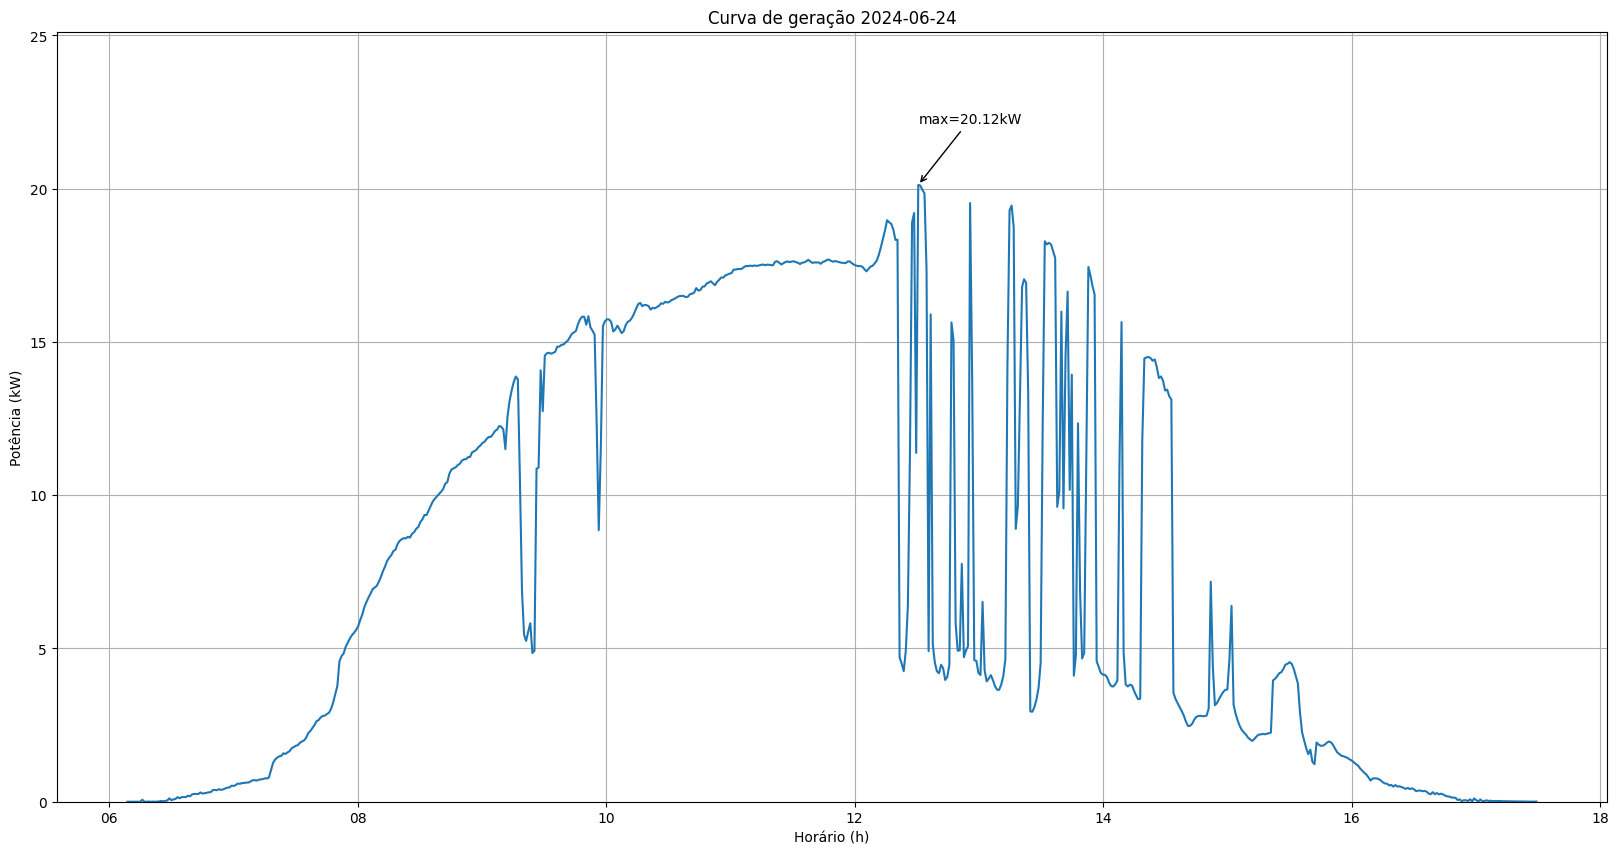 Curva de geração 2024-06-24
25
max=20.12kW
20
15
Potência (kW)
10
5
0
06 08 10 12 14 16 18
Horário (h)